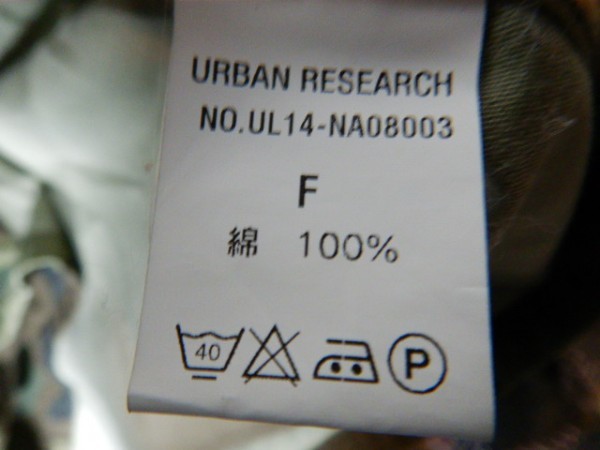 URBAN RESEARCH
NO.UL14-NA08003
F
綿 100%
40 P